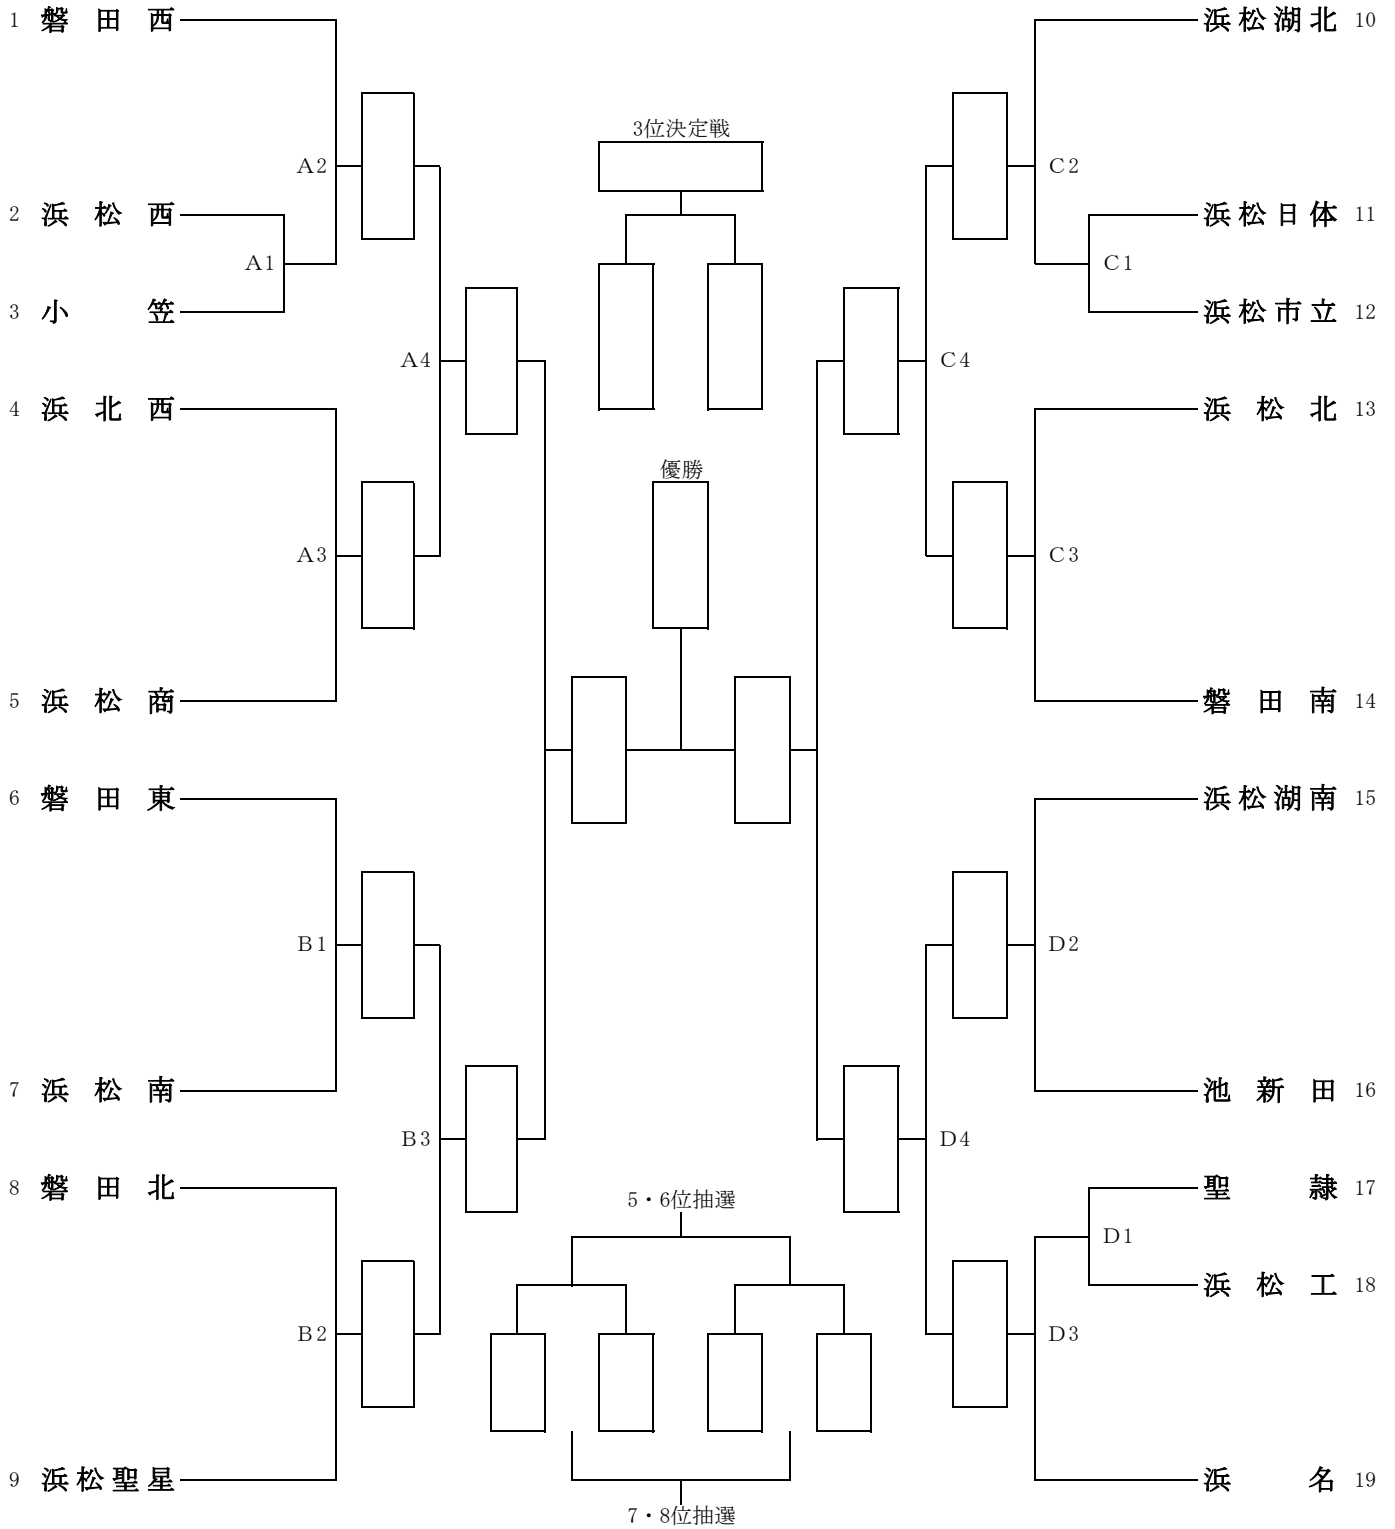 1 磐田西
A2
2 浜松西
A1
3 小笠
A4
4 浜北西
A3
5 浜松商
6 磐田東
B1
7 浜松南
B3
8 磐田北
B2
9 浜松聖星
3位決定戦
優勝
5・6位抽選
7・8位抽選
浜松湖北 10
C2
浜松日体 11
C1
浜松市立 12
C4
浜松北 13
C3
磐田南 14
浜松湖南 15
D2
池新田 16
D4
聖隷 17
D1
浜松工 18
D3
浜名 19